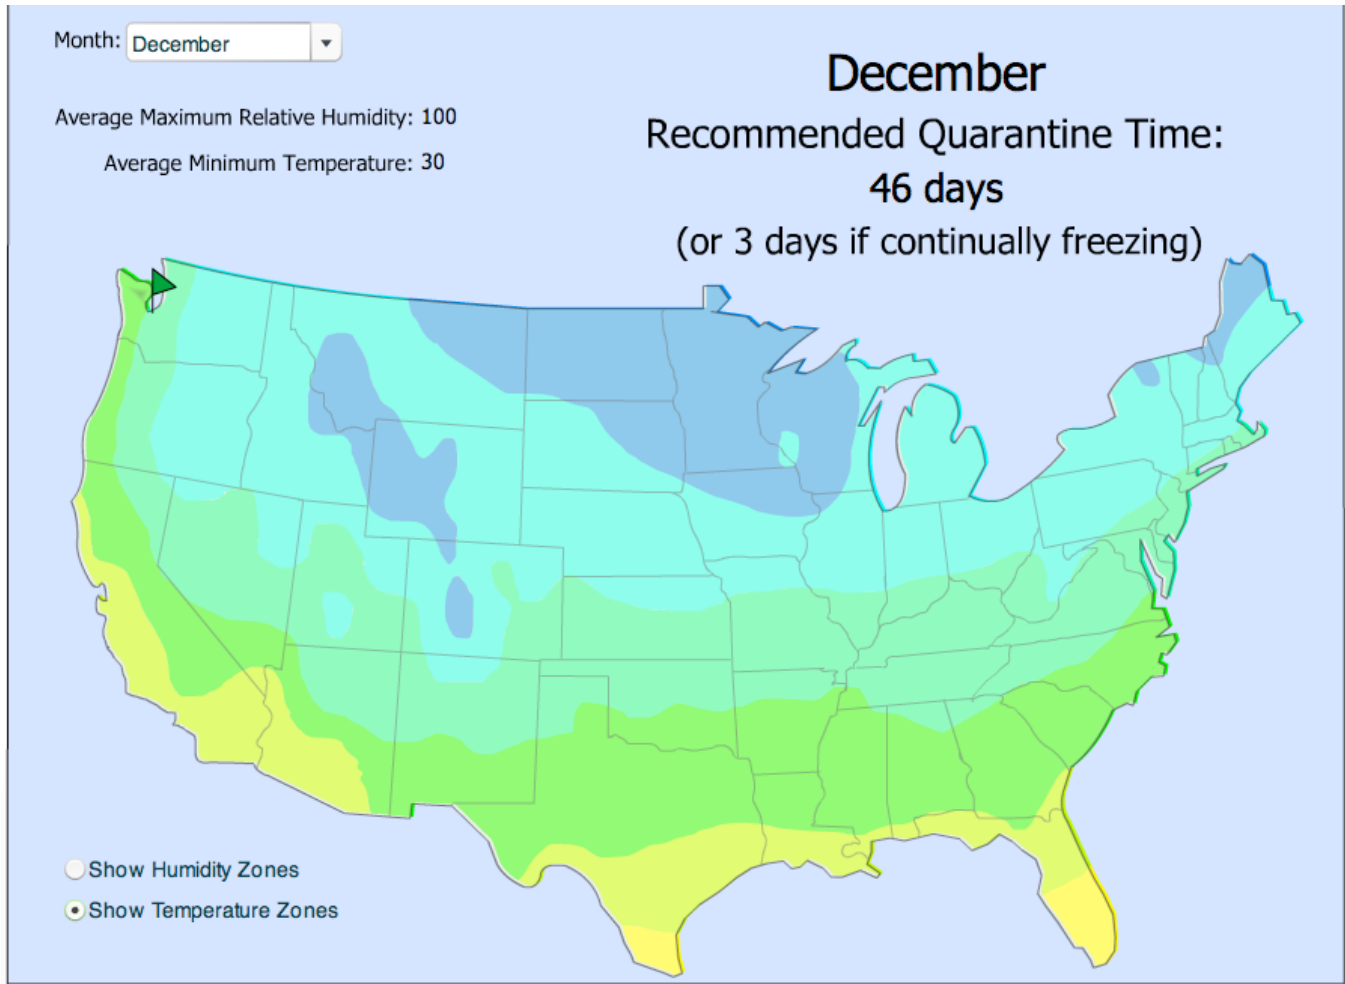 Month: December
Average Maximum Relative Humidity: 100
Average Minimum Temperature: 30
December
Recommended Quarantine Time:
46 days
(or 3 days if continually freezing)
Show Humidity Zones
Show Temperature Zones